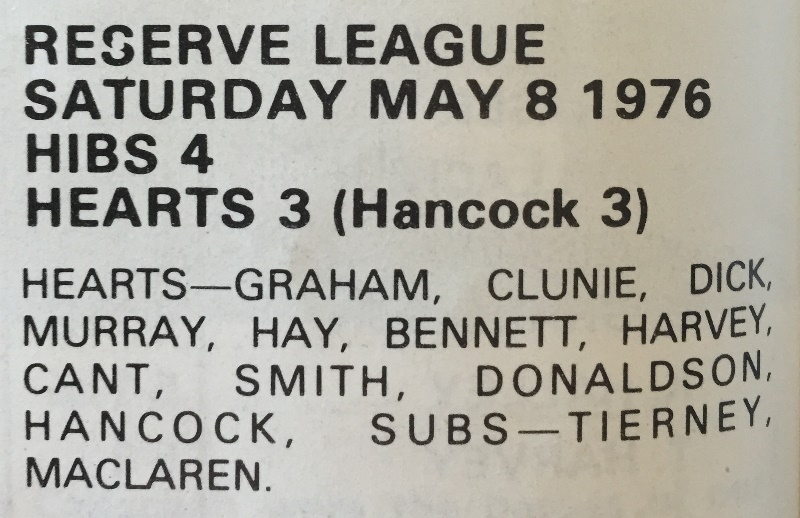 RESERVE LEAGUE
SATURDAY MAY 8 1976
HIBS 4
HEARTS 3 (Hancock 3)
HEARTS—GRAHAM, CLUNIE, DICK,
MURRAY, HAY, BENNETT, HARVEY,
CANT, SMITH, DONALDSON,
HANCOCK, SUBS—TIERNEY,
MACLAREN.